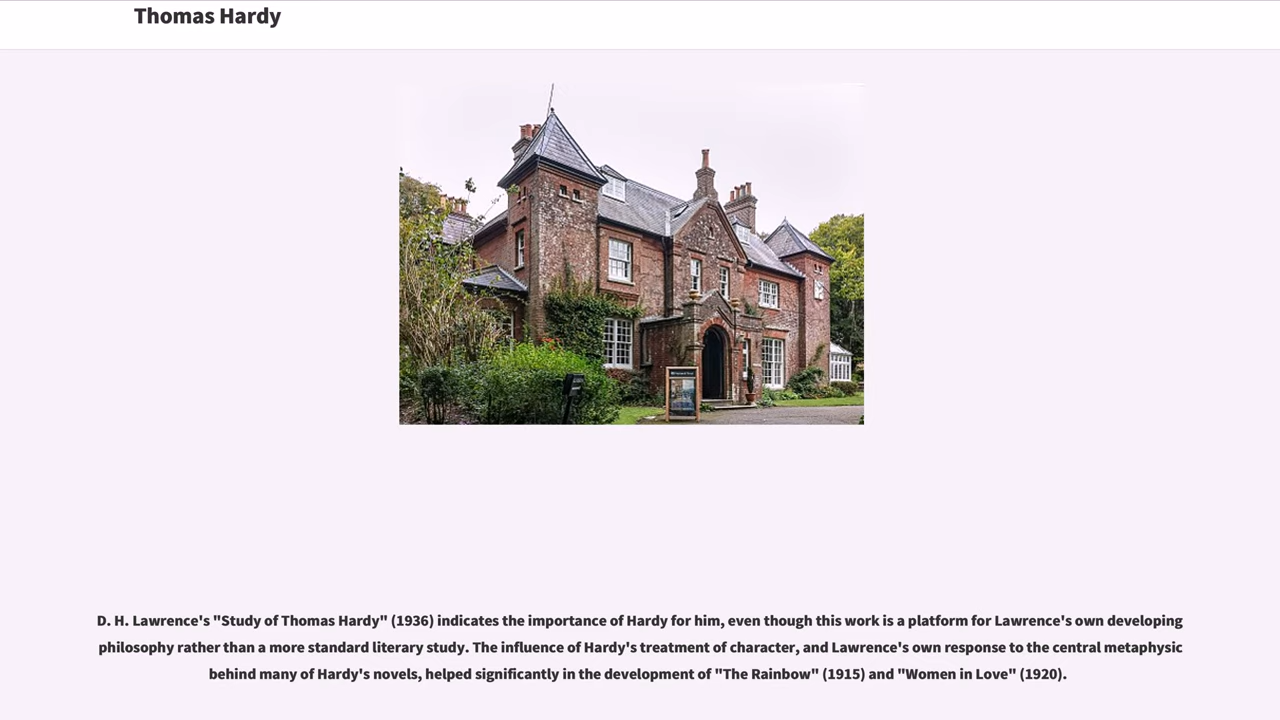 Thomas Hardy
D. H. Lawrence's "Study of Thomas Hardy" (1936) indicates the importance of Hardy for him, even though this work is a platform for Lawrence's own developing
philosophy rather than a more standard literary study. The influence of Hardy's treatment of character, and Lawrence's own response to the central metaphysic
behind many of Hardy's novels, helped significantly in the development of "The Rainbow" (1915) and "Women in Love" (1920).